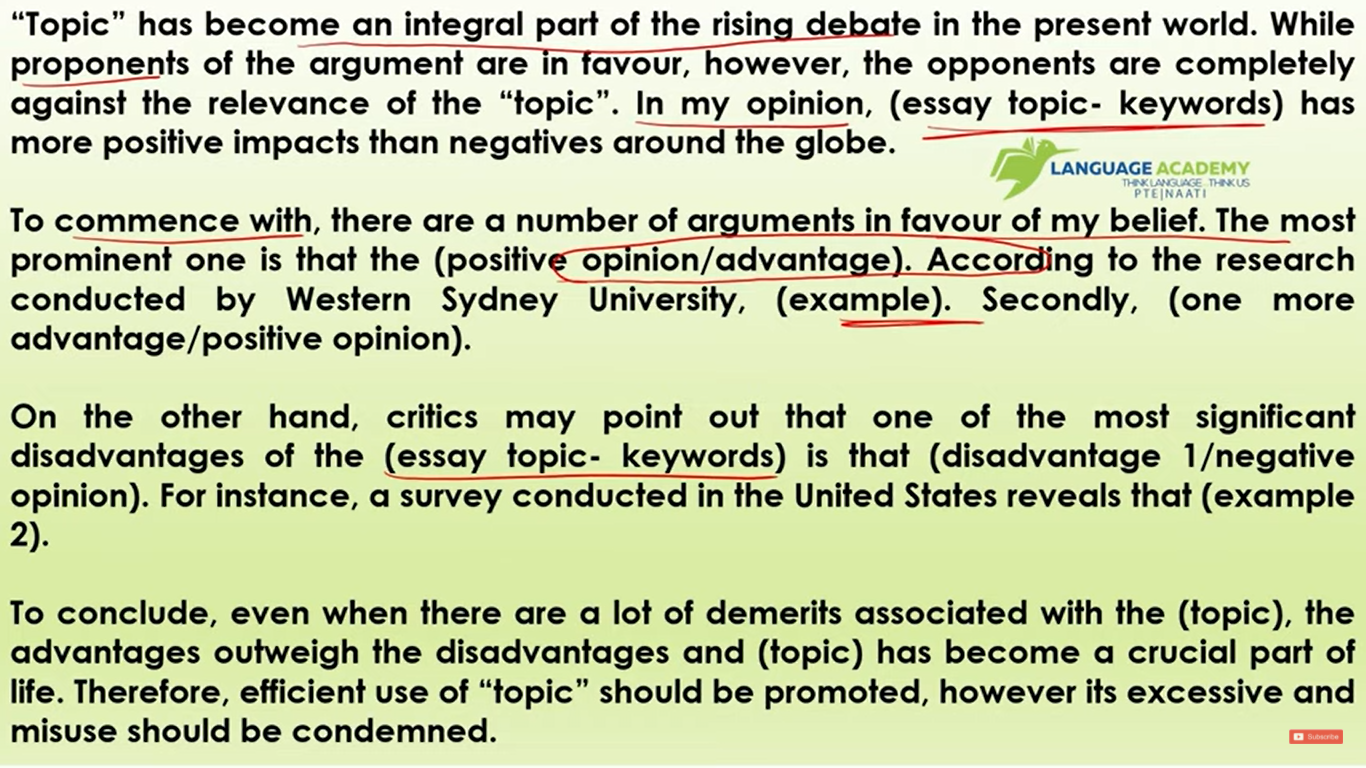 “Topic” has become an integral part of the rising debate in the present world. While
proponents of the argument are in favour, however, the opponents are completely
against the relevance of the “topic”. In my opinion, (essay topic- keywords) has
more positive impacts than negatives around the globe.
LANGUAGE ACADEMY
THINK LANGUAGE - THINK US
PTE|NAATI
To commence with, there are a number of arguments in favour of my belief. The most
prominent one is that the (positive opinion/advantage). According to the research
conducted by Western Sydney University, (example). Secondly, (one more
advantage/positive opinion).
On the other hand, critics may point out that one of the most significant
disadvantages of the (essay topic- keywords) is that (disadvantage 1/negative
opinion). For instance, a survey conducted in the United States reveals that (example
2).
To conclude, even when there are a lot of demerits associated with the (topic), the
advantages outweigh the disadvantages and (topic) has become a crucial part of
life. Therefore, efficient use of “topic” should be promoted, however its excessive and
misuse should be condemned.
Subscribe